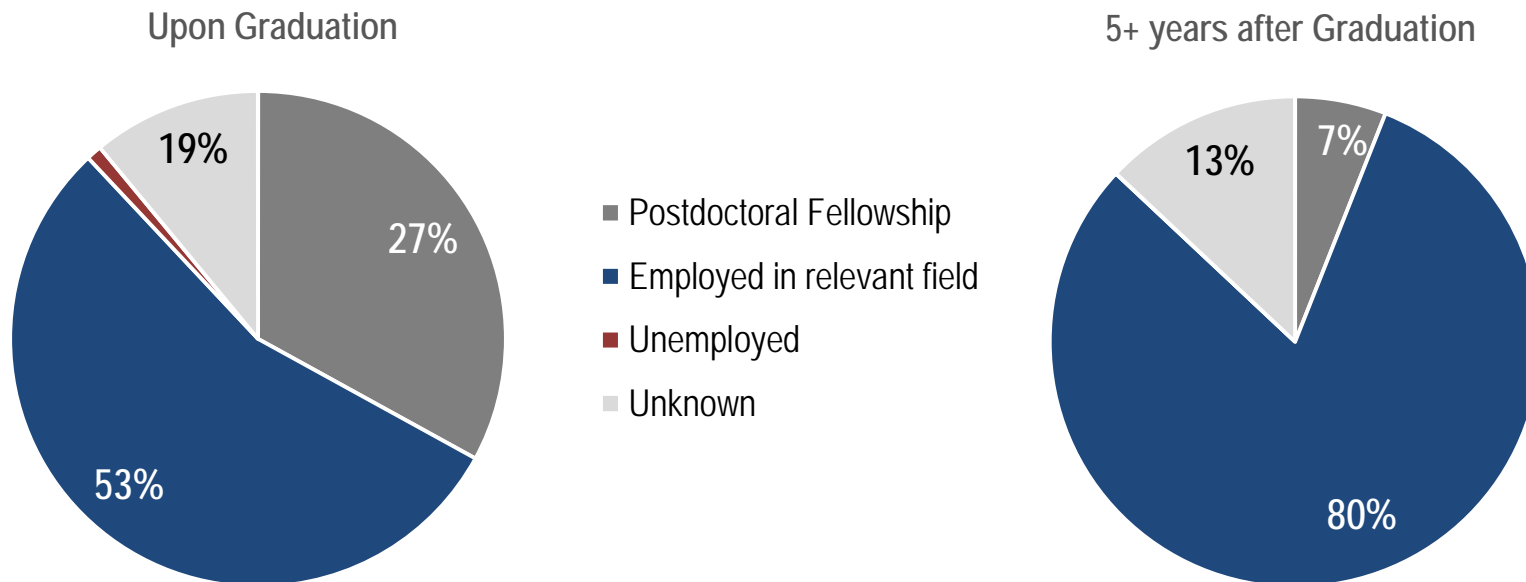 Upon Graduation
5+ years after Graduation
19%
27%
53%
Postdoctoral Fellowship
Employed in relevant field
Unemployed
Unknown
13%
7%
80%